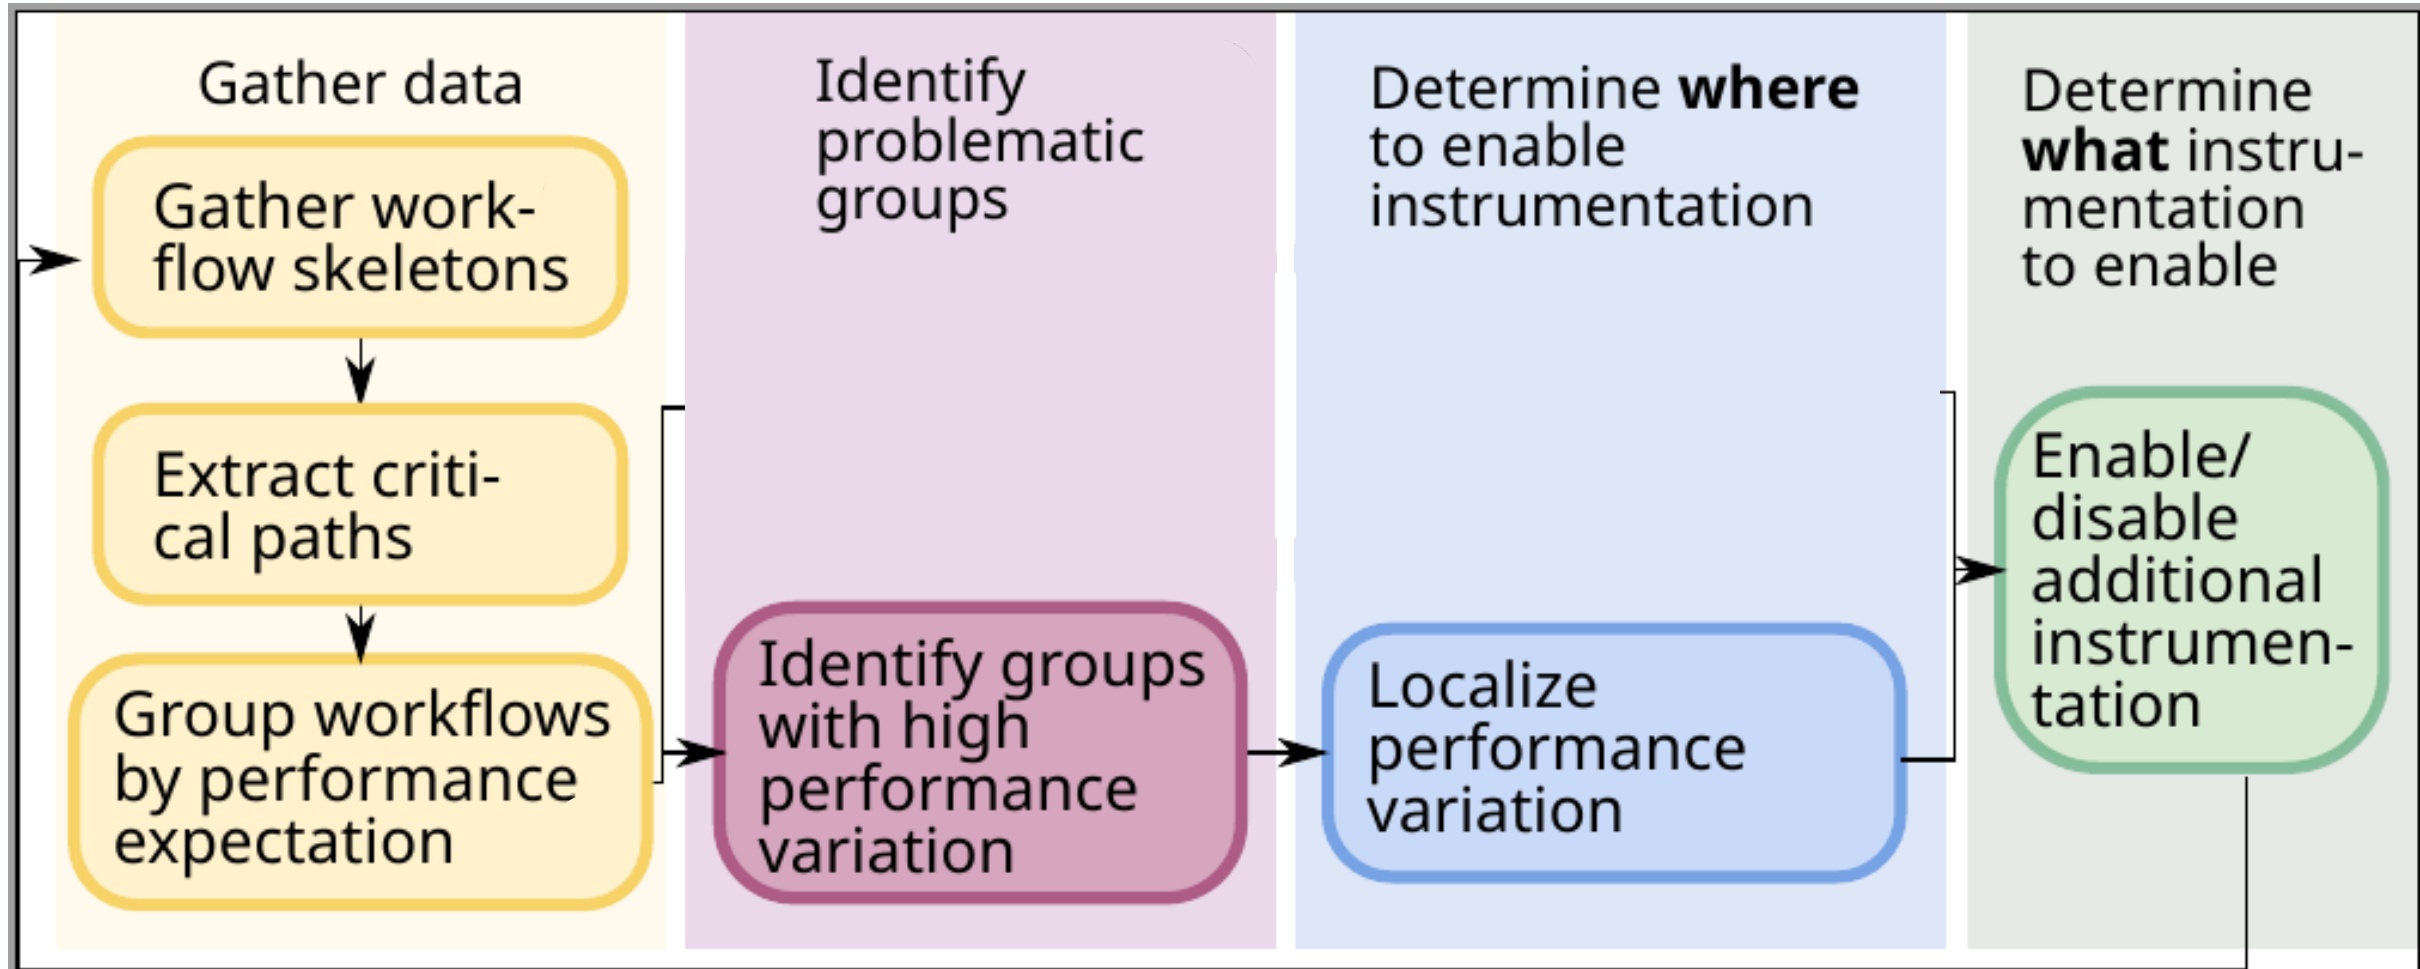 Gather data
Gather work-
flow skeletons
Extract criti-
cal paths
Group workflows
by performance
expectation
Identify
problematic
groups
Identify groups
with high
performance
variation
Determine where
to enable
instrumentation
Localize
performance
variation
Determine
what instru-
mentation
to enable
Enable/
disable
additional
instrumen-
tation